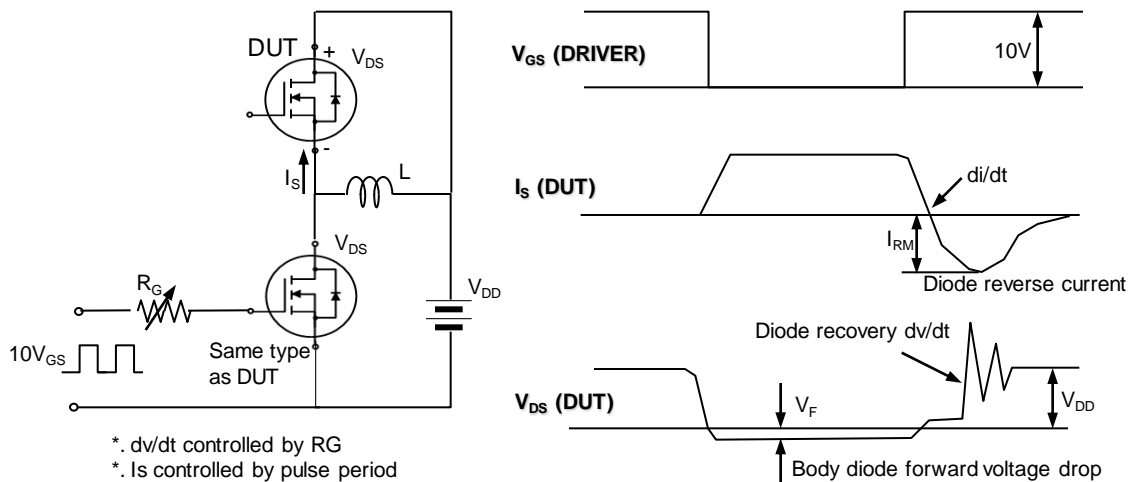 DUT
+
V_DS
-
I_S
L
V_DS
R_G
V_DD
10V_GS
Same type
as DUT
*. dv/dt controlled by RG
*. Is controlled by pulse period
V_GS (DRIVER)
10V
I_S (DUT)
di/dt
I_RM
Diode reverse current
Diode recovery dv/dt
V_DS (DUT)
V_F
V_DD
Body diode forward voltage drop